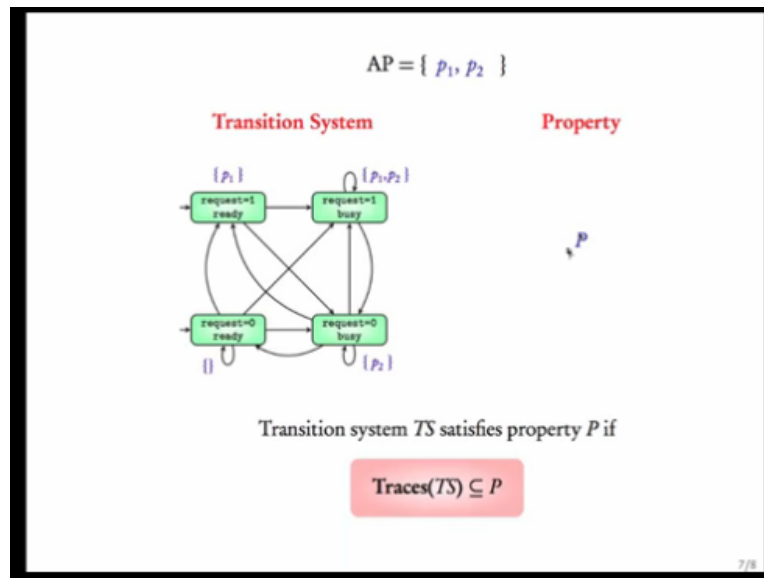 AP = { p₁, p₂ }
Transition System
Property
{p₁}
{p₁,p₂}
request=1
ready
request=1
busy
P
request=0
ready
request=0
busy
{}
{p₂}
Transition system TS satisfies property P if
Traces(TS) ⊆ P
7/8